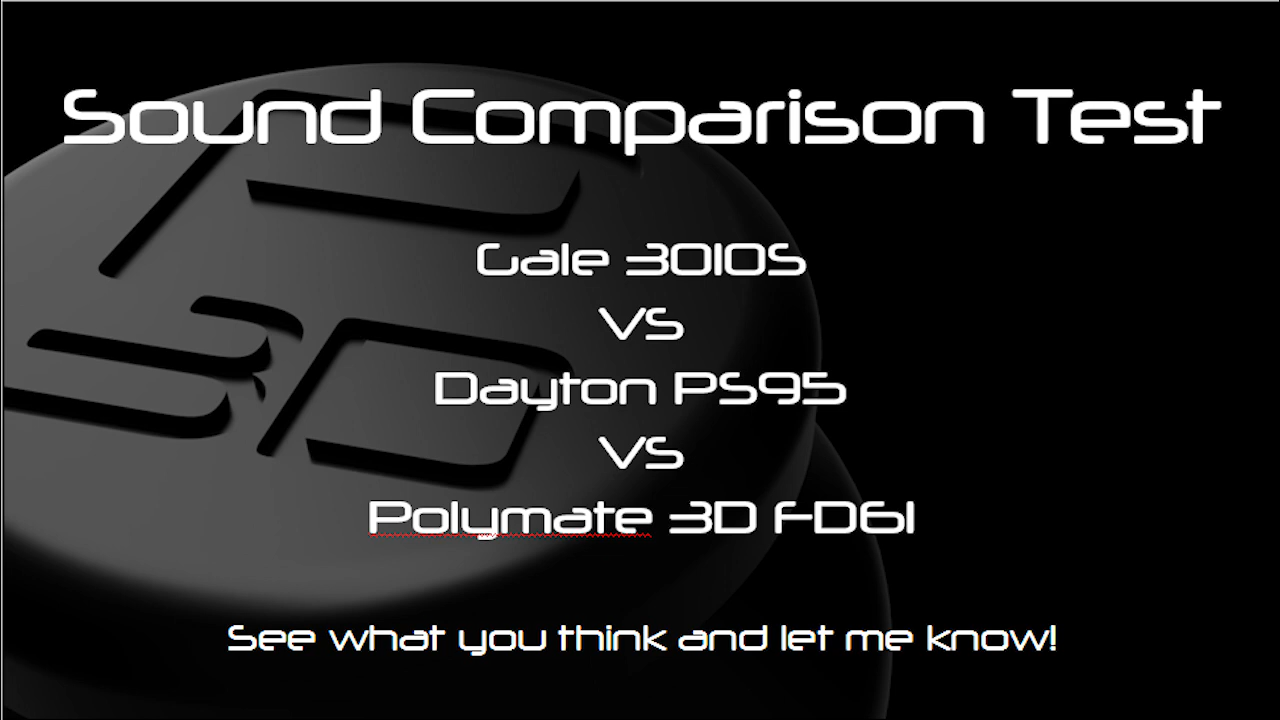 Sound Comparison Test
Gale 3010S
VS
Dayton PS95
VS
Polymate 3D FD61
See what you think and let me know!
P
3D